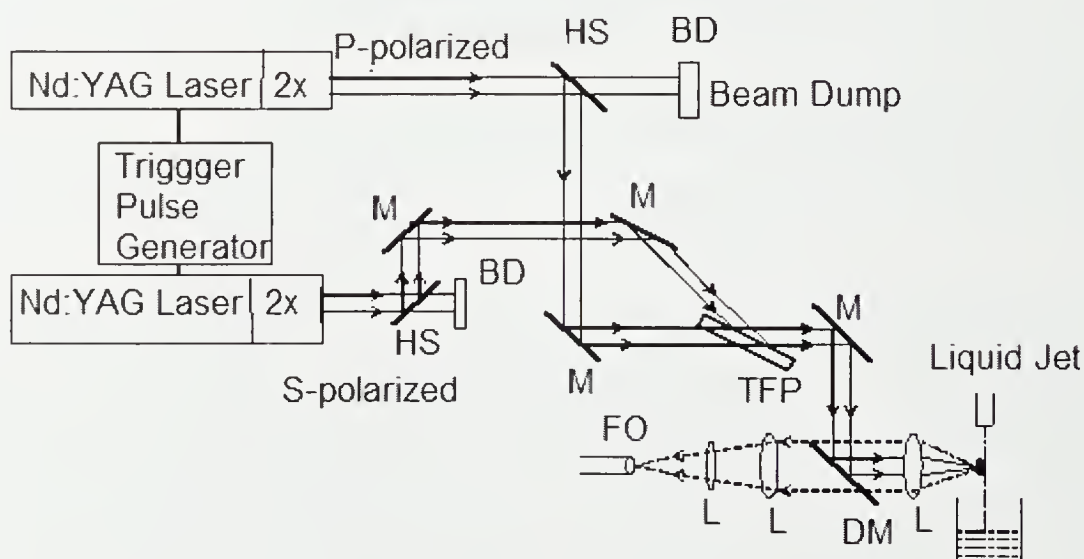 P-polarized
HS
BD
Nd:YAG Laser 2x
Beam Dump
Triggger
Pulse
Generator
M
M
BD
Nd:YAG Laser 2x
HS
S-polarized
M
M
TFP
Liquid Jet
FO
L
L
DM
L